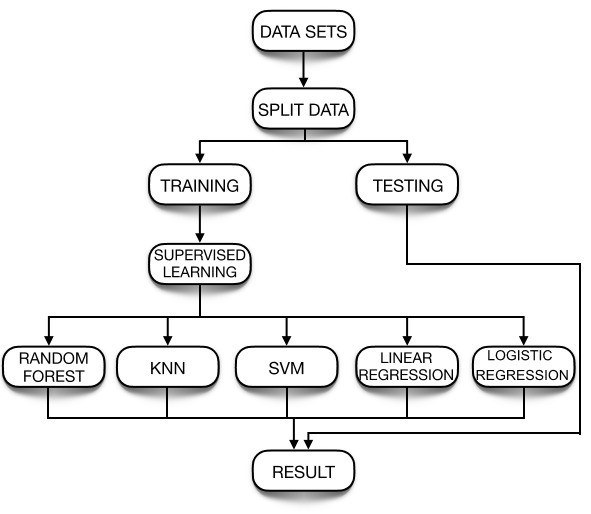 DATA SETS
SPLIT DATA
TRAINING
TESTING
SUPERVISED
LEARNING
RANDOM
FOREST
KNN
SVM
LINEAR
REGRESSION
LOGISTIC
REGRESSION
RESULT